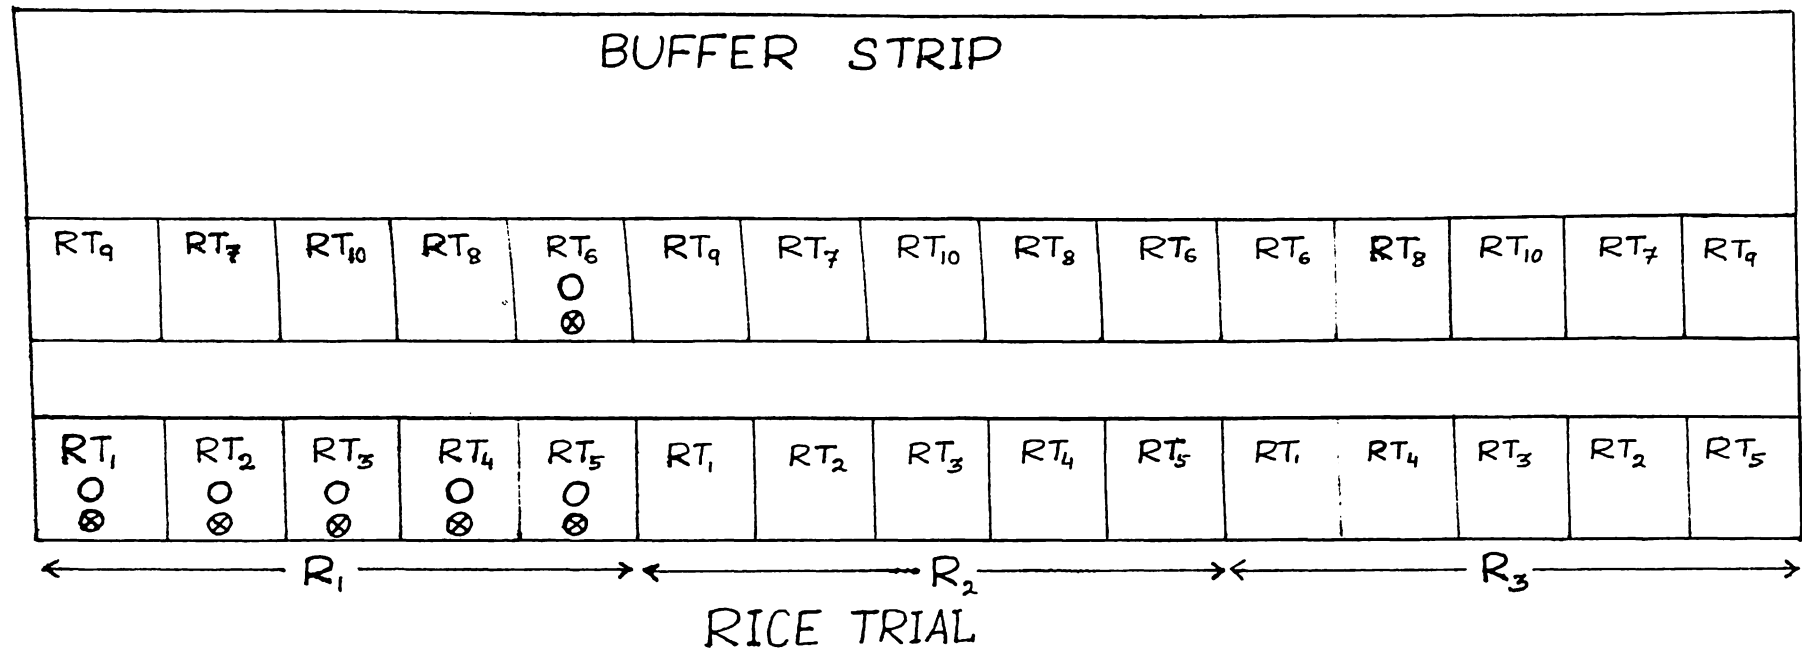 BUFFER STRIP
RT₉ RT₇ RT₁₀ RT₈ RT₆ RT₉ RT₇ RT₁₀ RT₈ RT₆ RT₆ RT₈ RT₁₀ RT₇ RT₉
RT₁ RT₂ RT₃ RT₄ RT₅ RT₁ RT₂ RT₃ RT₄ RT₅ RT₁ RT₄ RT₃ RT₂ RT₅
R₁ R₂ R₃
RICE TRIAL